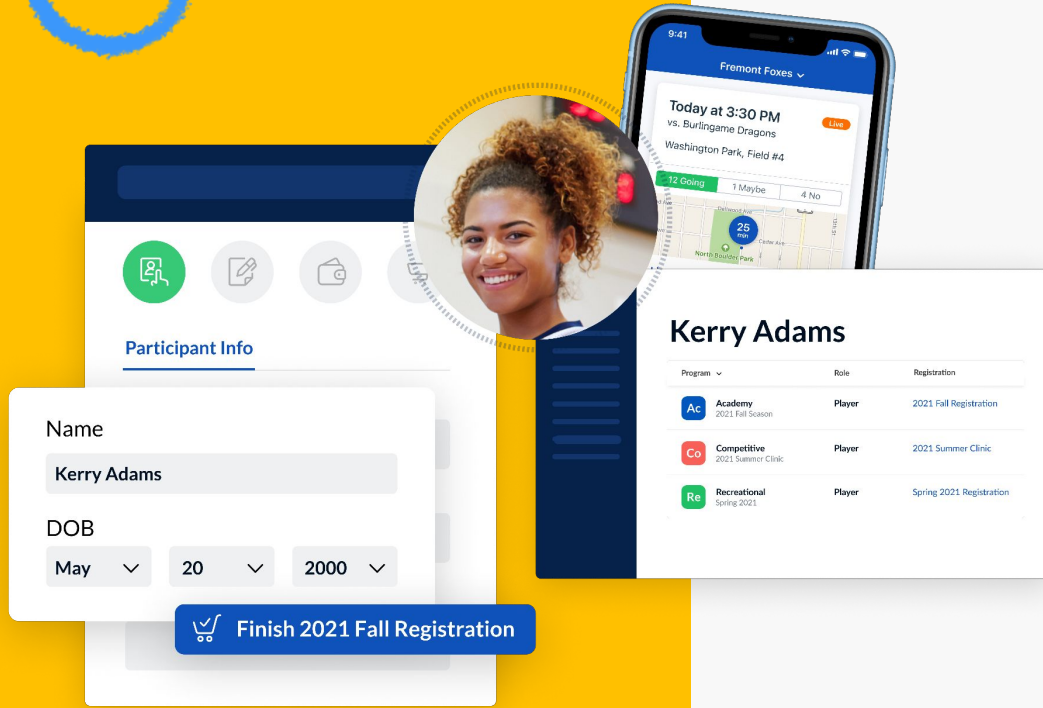 9:41
Fremont Foxes
Today at 3:30 PM
Live
vs. Burlingame Dragons
Washington Park, Field #4
12 Going
1 Maybe
4 No
25
min
Cedar Ave
North Boulder Park
Participant Info
Name
Kerry Adams
DOB
May 20 2000
Finish 2021 Fall Registration
Kerry Adams
Program Role Registration
Ac Academy Player 2021 Fall Registration
2021 Fall Season
Co Competitive Player 2021 Summer Clinic
2021 Summer Clinic
Re Recreational Player Spring 2021 Registration
Spring 2021